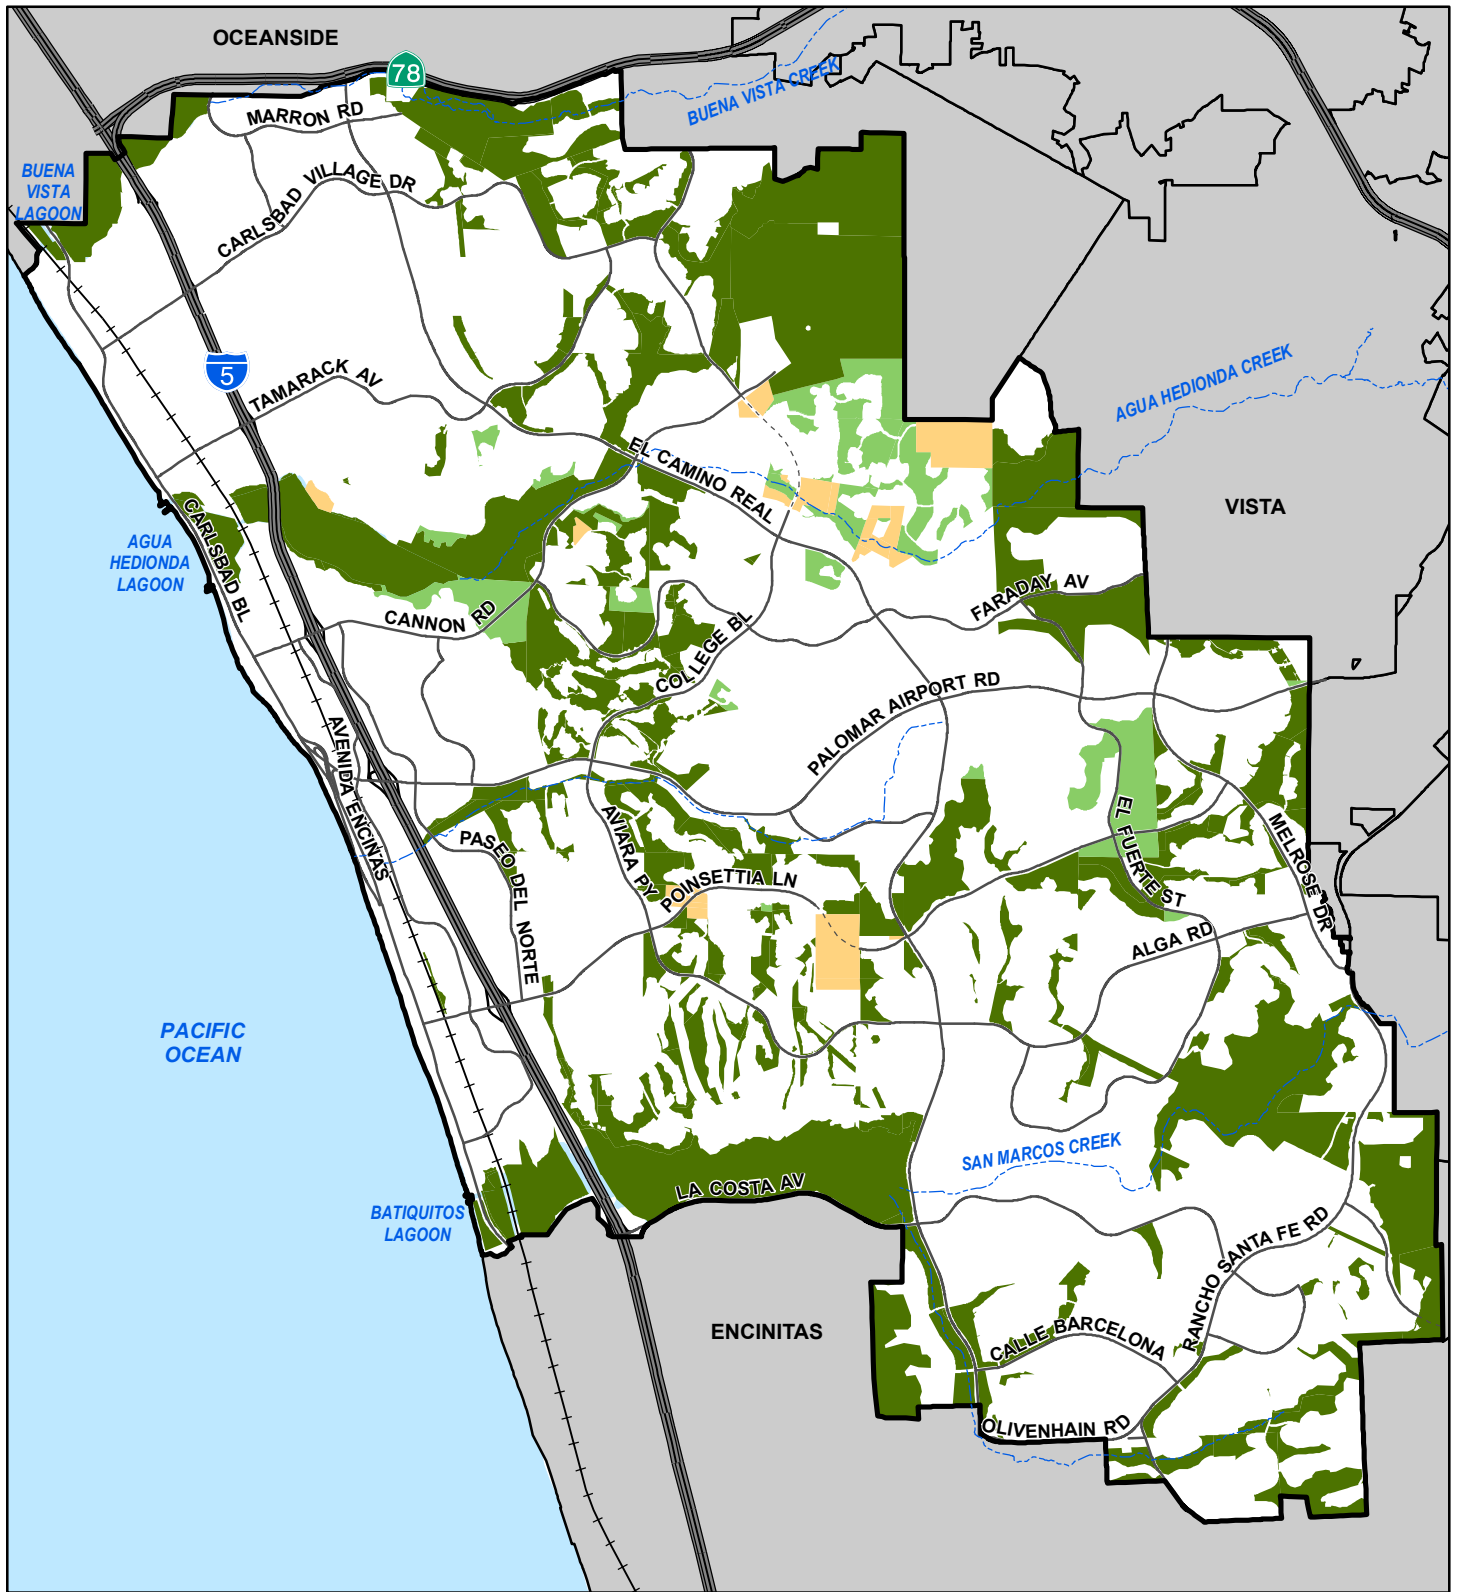 OCEANSIDE
78
BUENA VISTA CREEK
MARRON RD
BUENA
VISTA
LAGOON
CARLSBAD VILLAGE DR
5
TAMARACK AV
AGUA HEDIONDA CREEK
EL CAMINO REAL
VISTA
CARLSBAD BL
AGUA
HEDIONDA
LAGOON
FARADAY AV
CANNON RD
COLLEGE BL
PALOMAR AIRPORT RD
AVENIDA ENCINAS
EL FUERTE ST
MELROSE DR
AVIARA PY
PASEO DEL NORTE
POINSETTIA LN
ALGA RD
PACIFIC
OCEAN
SAN MARCOS CREEK
LA COSTA AV
BATIQUITOS
LAGOON
RANCHO SANTA FE RD
ENCINITAS
CALLE BARCELONA
OLIVENHAIN RD